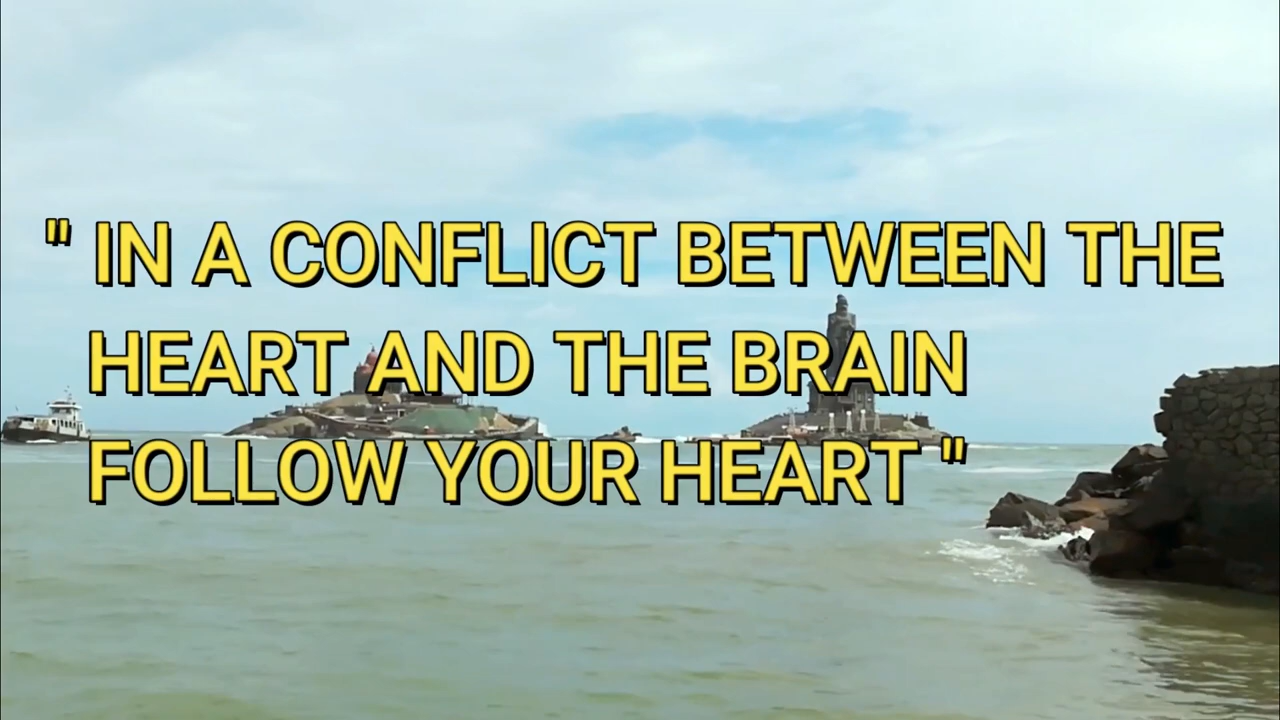 " IN A CONFLICT BETWEEN THE
HEART AND THE BRAIN
FOLLOW YOUR HEART "